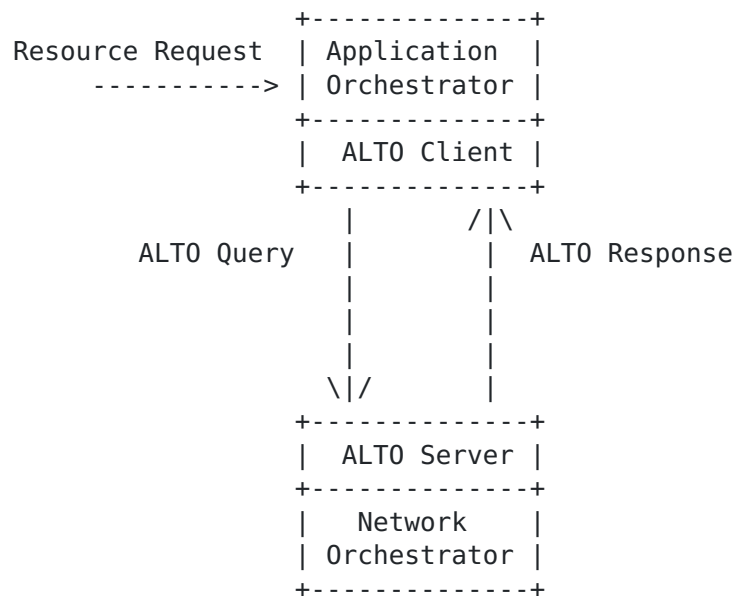 +--------------+
Resource Request | Application |
-----------> | Orchestrator |
+--------------+
| ALTO Client |
+--------------+
| /|\
ALTO Query | | ALTO Response
| |
| |
| |
\|/ |
+--------------+
| ALTO Server |
+--------------+
| Network |
| Orchestrator |
+--------------+